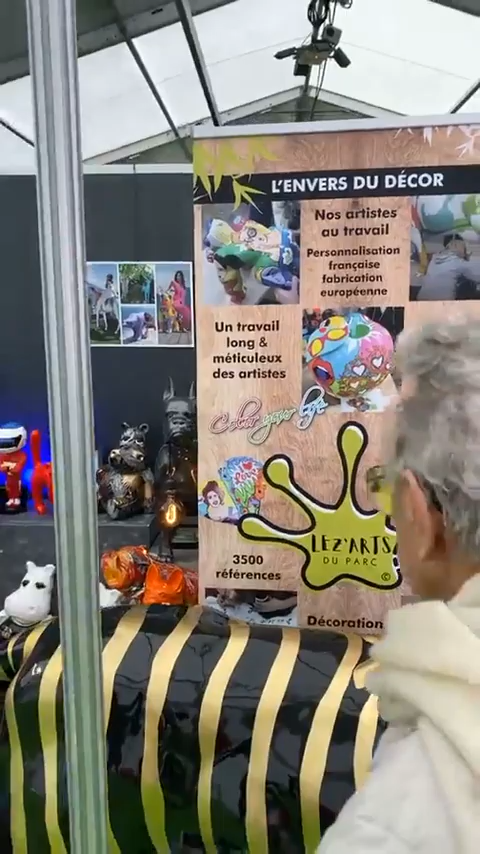 L'ENVERS DU DÉCOR
Nos artistes
au travail
Personnalisation
française
fabrication
européenne
Un travail
long &
méticuleux
des artistes
Color your life
LEZ'ARTS
DU PARC
©
3500
références
Décoration